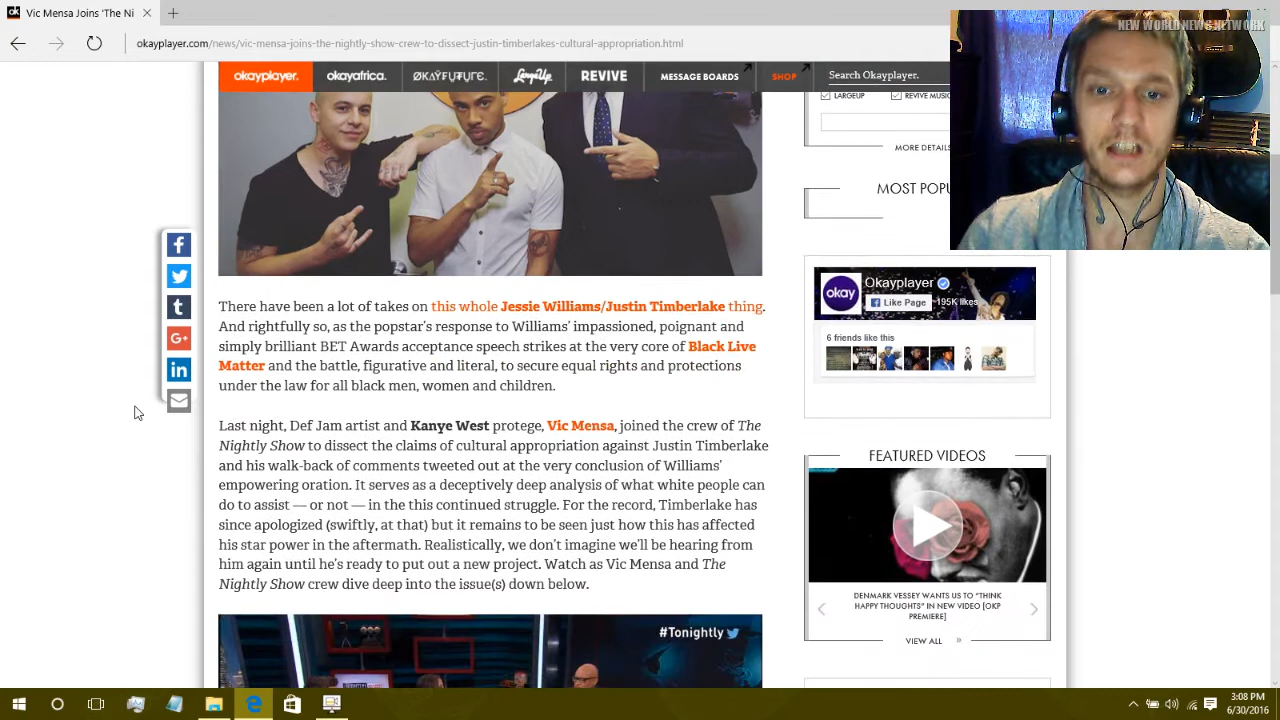 Vic Mensa Joins 'The Ni
okayplayer.com/news/vic-mensa-joins-the-nightly-show-crew-to-dissect-justin-timberlakes-cultural-appropriation.html
NEW WORLD NEWS NETWORK
okayplayer.
okayafrica.
ØKAYFUTURE.
LargeUp
REVIVE
MESSAGE BOARDS
SHOP
Search Okayplayer.
LARGEUP
REVIVE MUSIC
MORE DETAILS
MOST POPU
okay
Okayplayer
Like Page
195K likes
6 friends like this
There have been a lot of takes on this whole Jessie Williams/Justin Timberlake thing.
And rightfully so, as the popstar's response to Williams' impassioned, poignant and
simply brilliant BET Awards acceptance speech strikes at the very core of Black Live
Matter and the battle, figurative and literal, to secure equal rights and protections
under the law for all black men, women and children.
Last night, Def Jam artist and Kanye West protege, Vic Mensa, joined the crew of The
Nightly Show to dissect the claims of cultural appropriation against Justin Timberlake
and his walk-back of comments tweeted out at the very conclusion of Williams'
empowering oration. It serves as a deceptively deep analysis of what white people can
do to assist — or not — in the this continued struggle. For the record, Timberlake has
since apologized (swiftly, at that) but it remains to be seen just how this has affected
his star power in the aftermath. Realistically, we don't imagine we'll be hearing from
him again until he's ready to put out a new project. Watch as Vic Mensa and The
Nightly Show crew dive deep into the issue(s) down below.
#Tonightly
FEATURED VIDEOS
DENMARK VESSEY WANTS US TO "THINK
HAPPY THOUGHTS" IN NEW VIDEO [OKP
PREMIERE]
VIEW ALL »
3:08 PM
6/30/2016